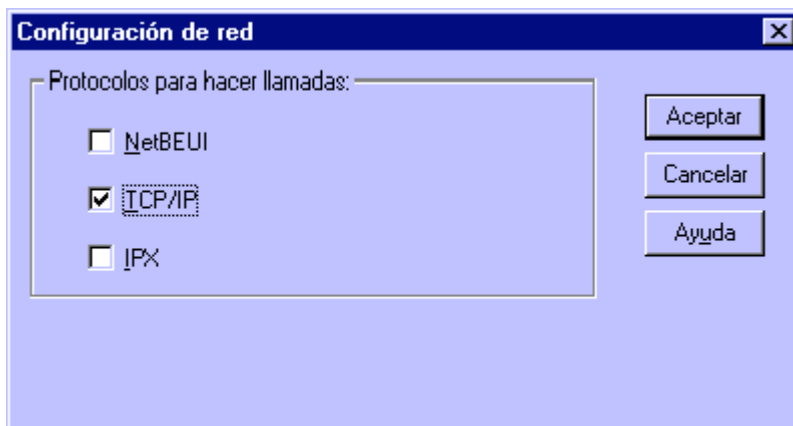 Configuración de red
Protocolos para hacer llamadas:
NetBEUI
TCP/IP
IPX
Aceptar
Cancelar
Ayuda